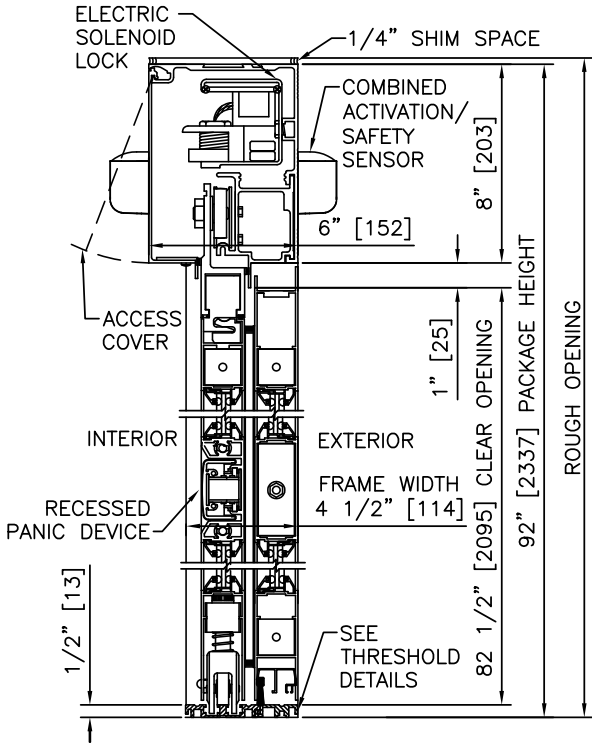 ELECTRIC
SOLENOID
LOCK
1/4” SHIM SPACE
COMBINED
ACTIVATION/
SAFETY
SENSOR
8” [203]
6” [152]
ACCESS
COVER
1” [25]
INTERIOR
EXTERIOR
FRAME WIDTH
4 1/2” [114]
RECESSED
PANIC DEVICE
82 1/2” [2095] CLEAR OPENING
92” [2337] PACKAGE HEIGHT
ROUGH OPENING
1/2” [13]
SEE
THRESHOLD
DETAILS